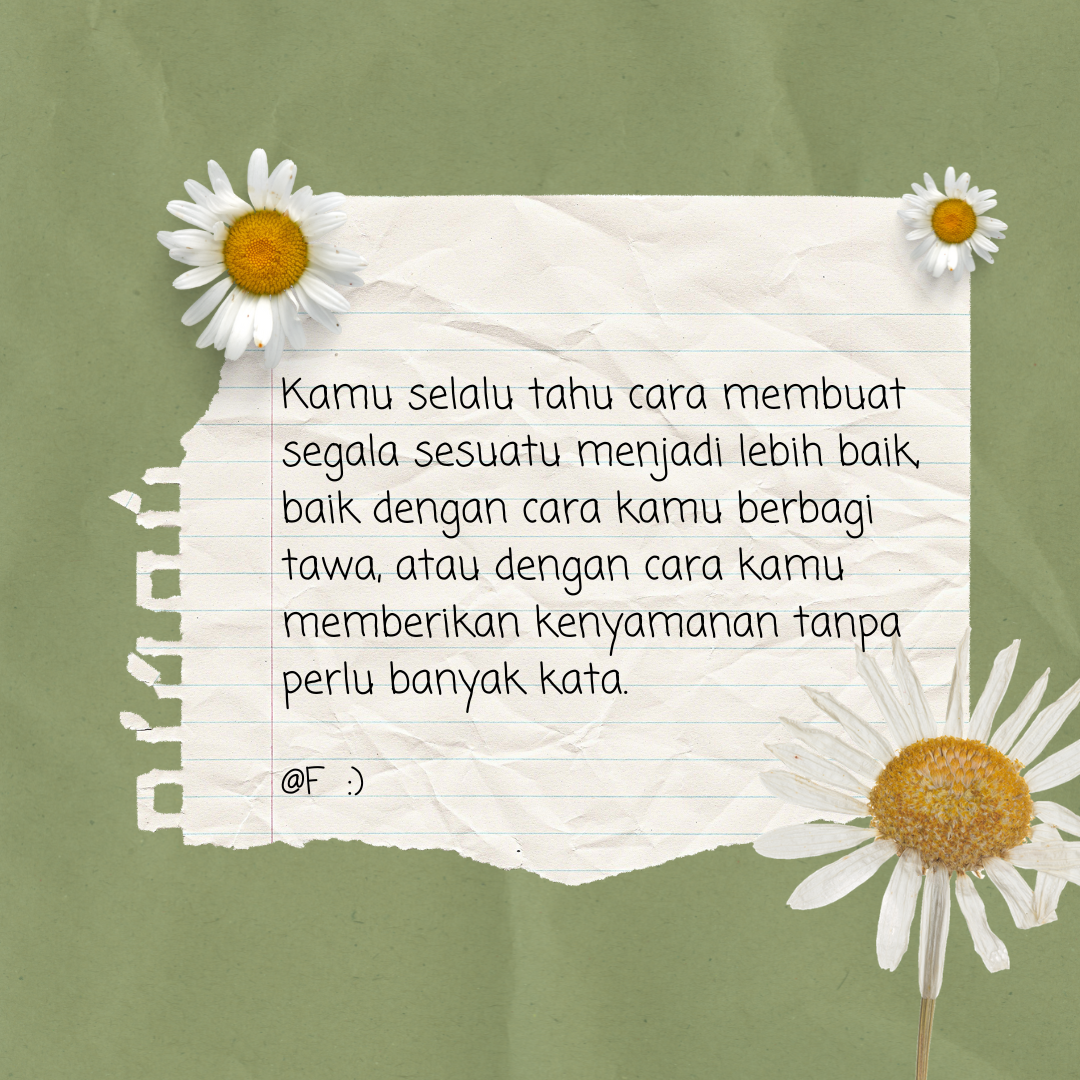 Kamu selalu tahu cara membuat
segala sesuatu menjadi lebih baik,
baik dengan cara kamu berbagi
tawa, atau dengan cara kamu
memberikan kenyamanan tanpa
perlu banyak kata.
@F :)